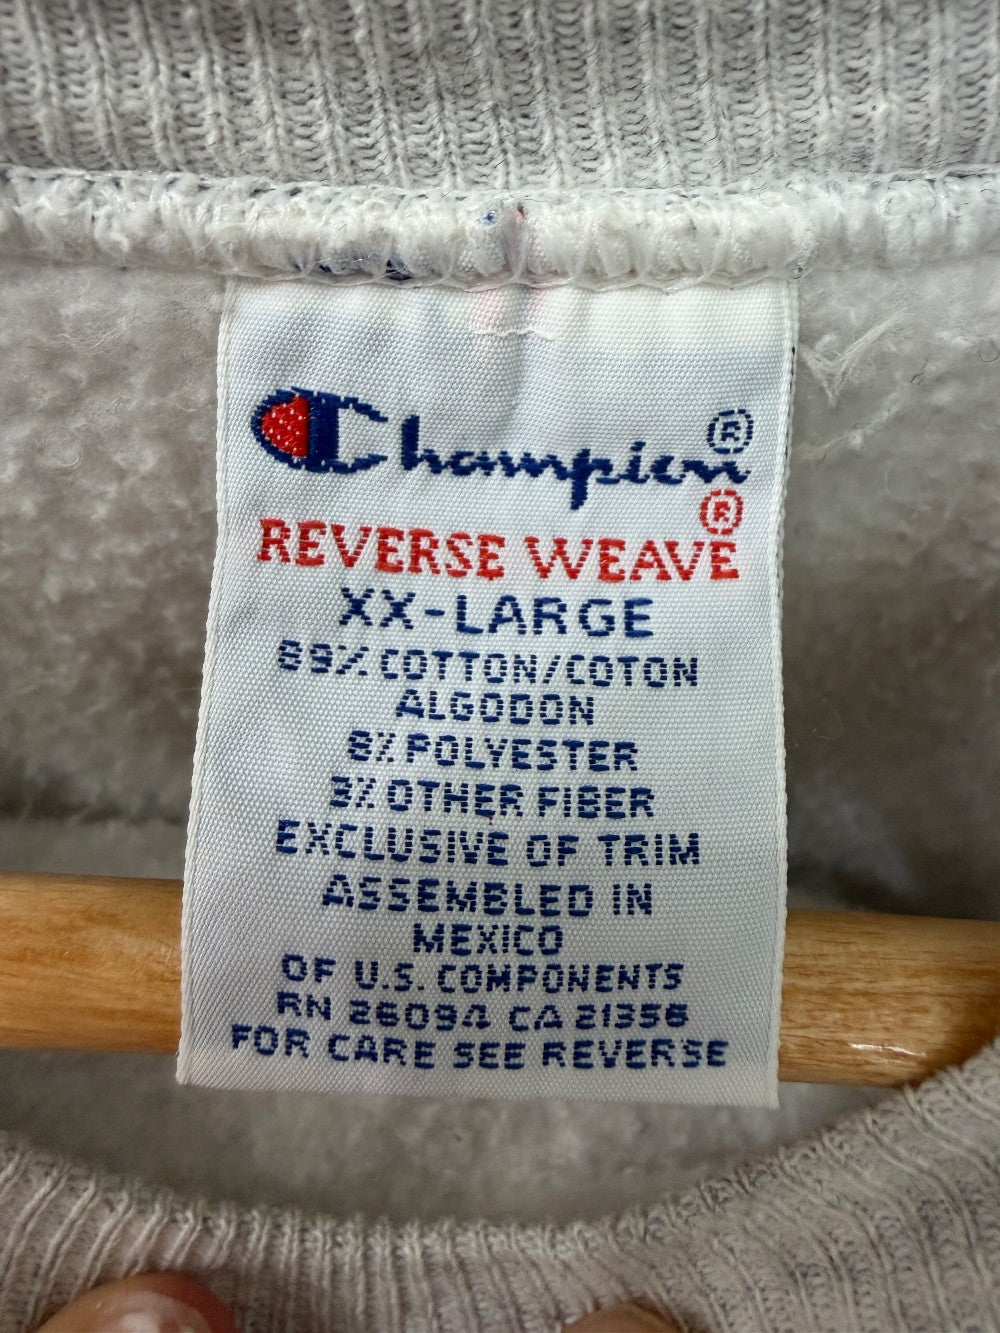 Champion ®
REVERSE WEAVE ®
XX-LARGE
89% COTTON/COTON
ALGODON
8% POLYESTER
3% OTHER FIBER
EXCLUSIVE OF TRIM
ASSEMBLED IN
MEXICO
OF U.S. COMPONENTS
RN 26094 CA 21356
FOR CARE SEE REVERSE